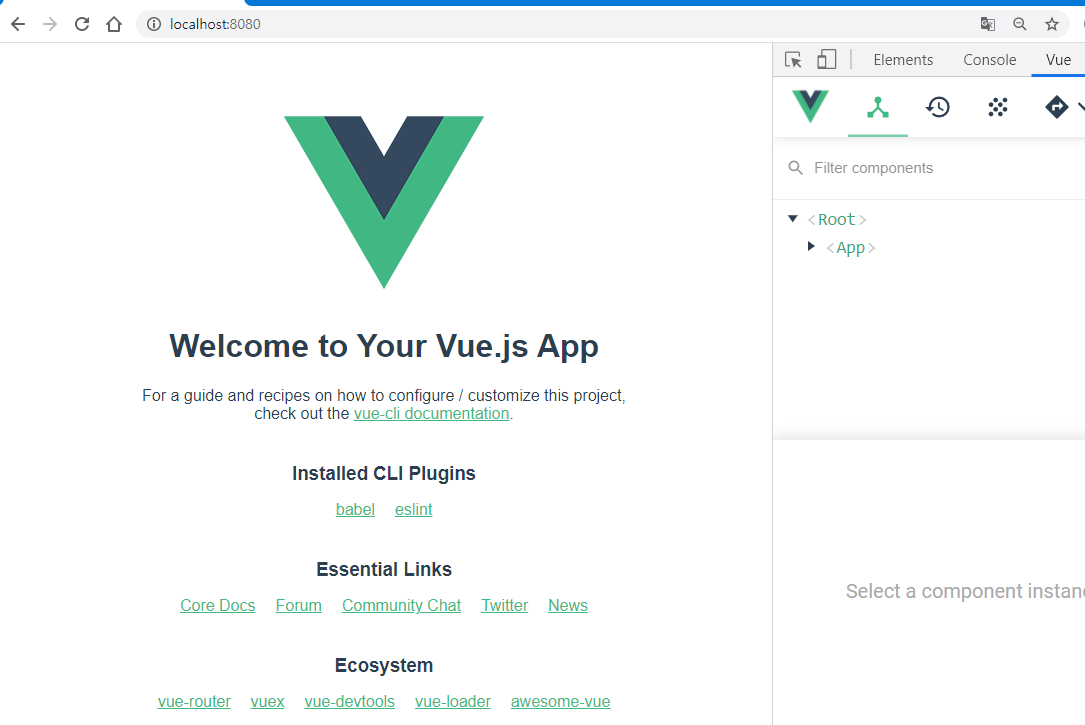 localhost:8080
Elements Console Vue
Filter components
<Root>
<App>
Select a component instan
Welcome to Your Vue.js App
For a guide and recipes on how to configure / customize this project,
check out the vue-cli documentation.
Installed CLI Plugins
babel eslint
Essential Links
Core Docs Forum Community Chat Twitter News
Ecosystem
vue-router vuex vue-devtools vue-loader awesome-vue